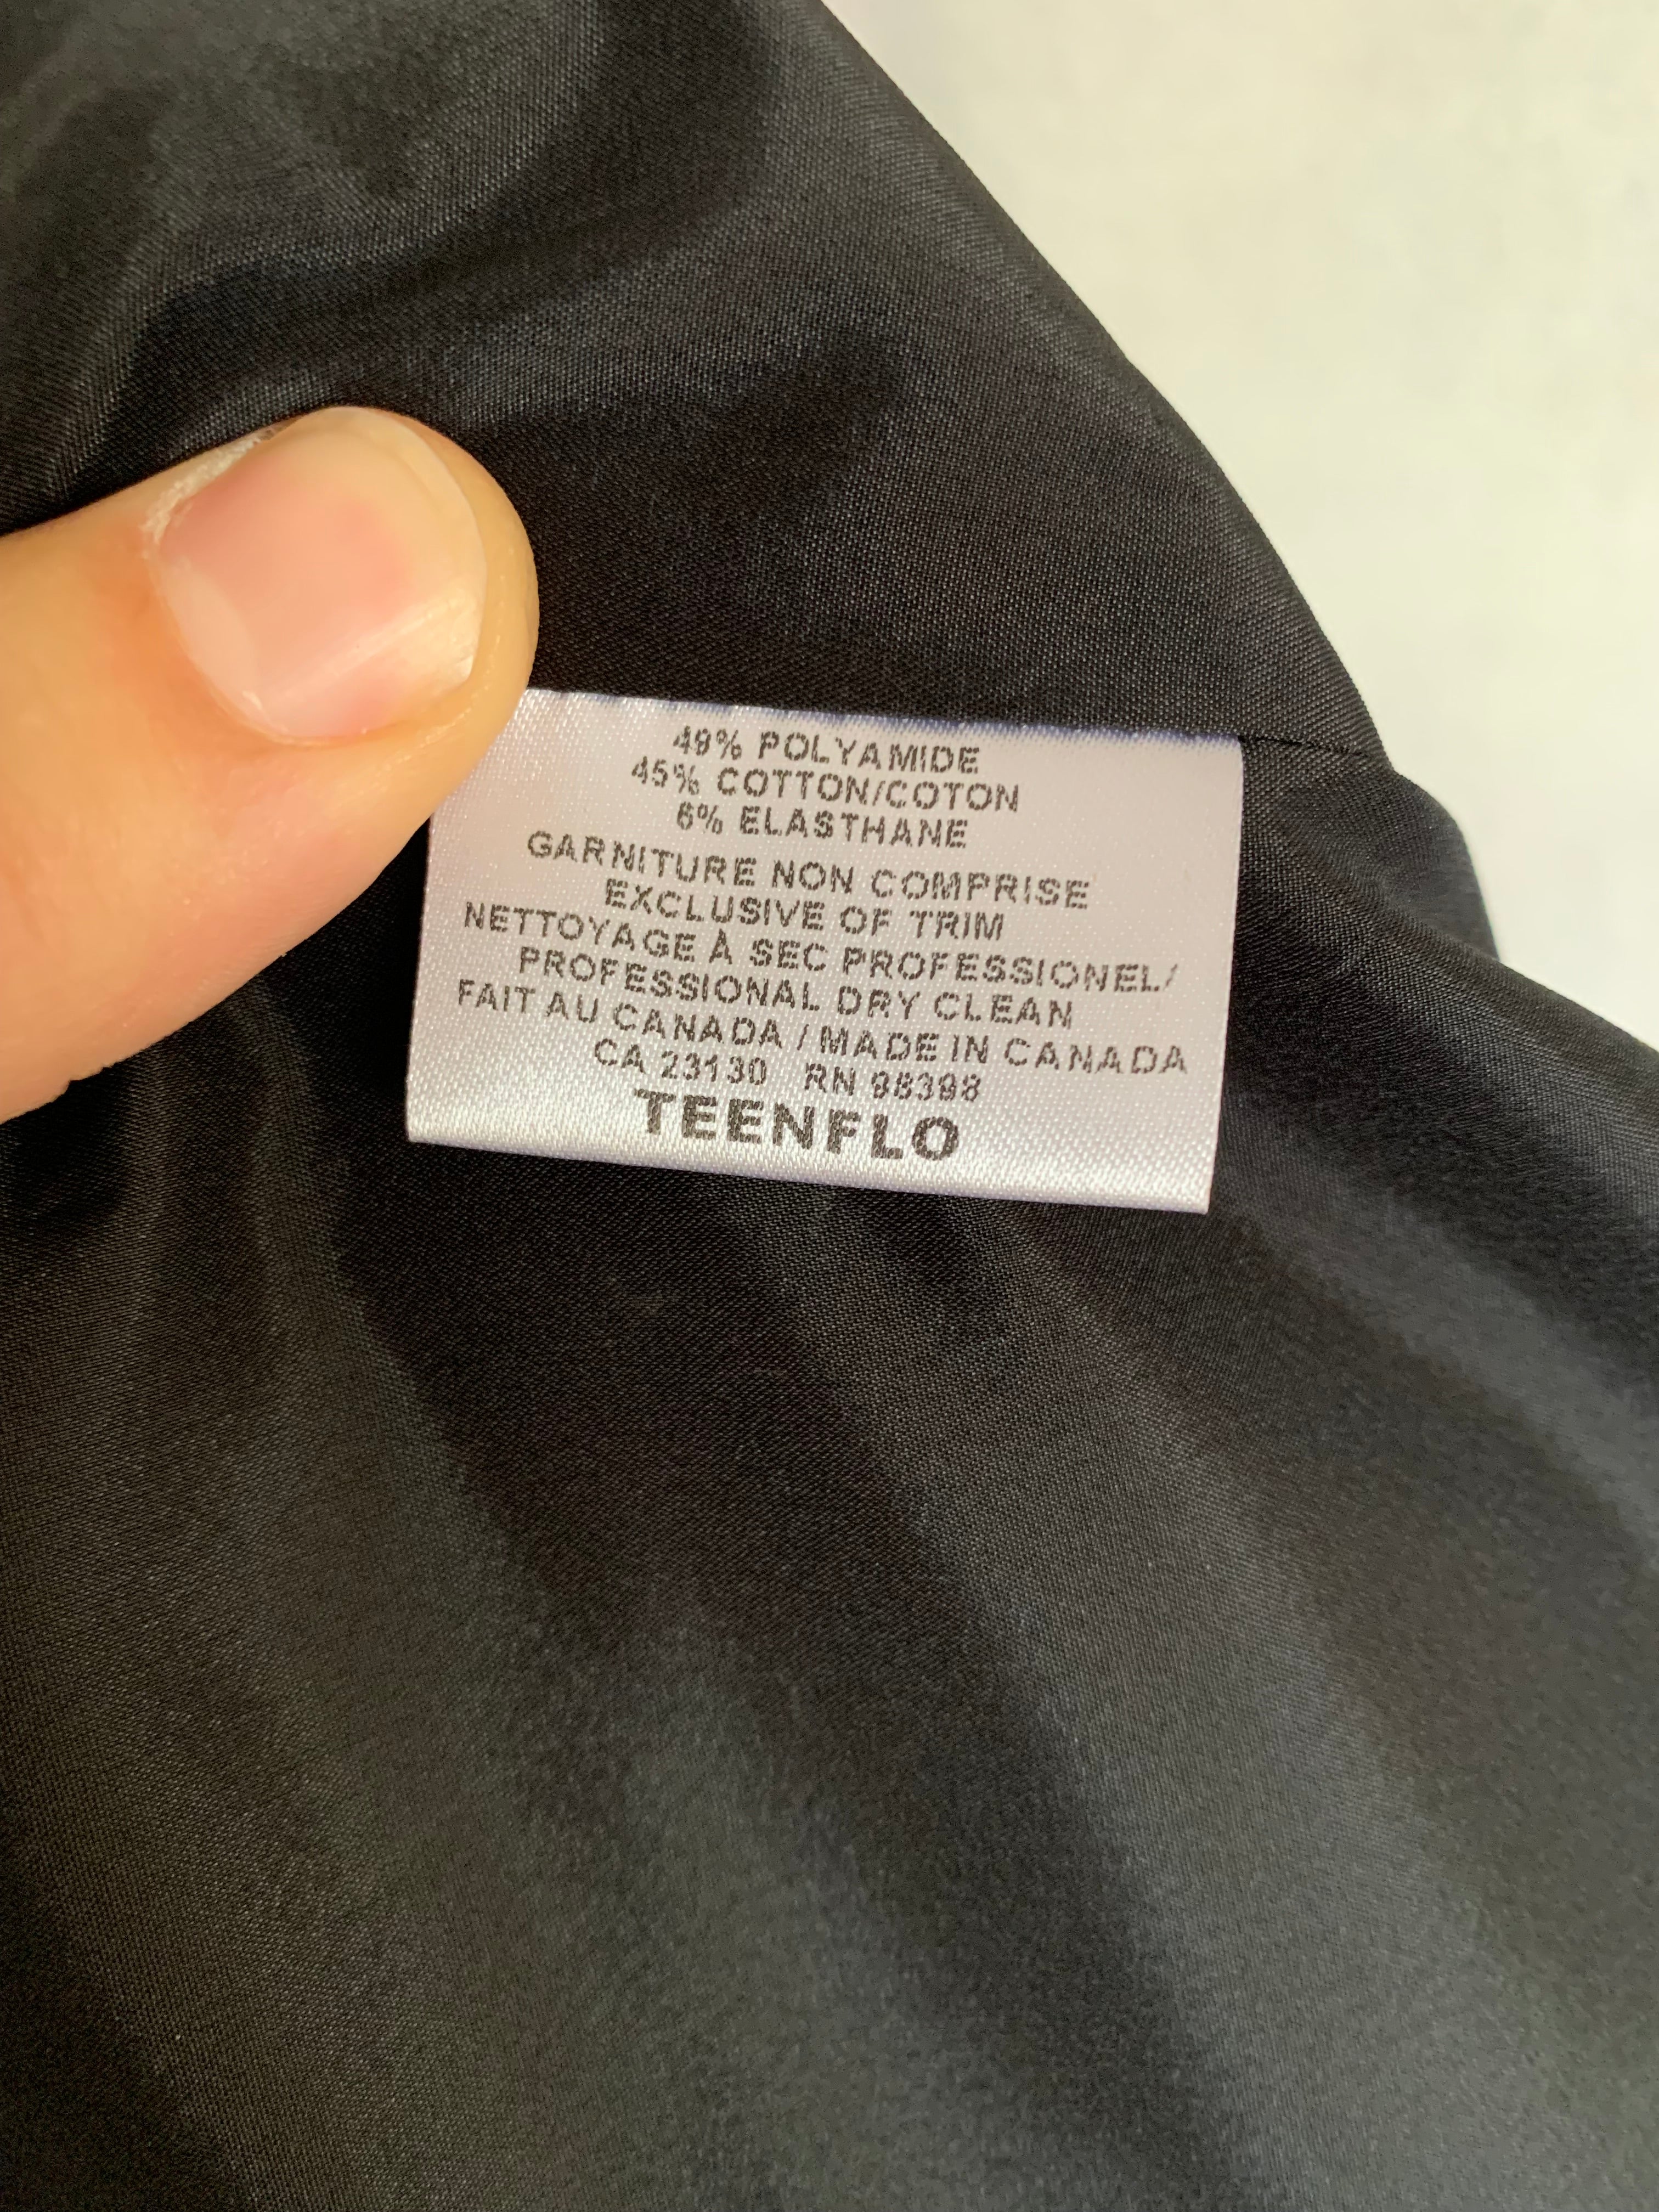 49% POLYAMIDE
45% COTTON/COTON
6% ELASTHANE
GARNITURE NON COMPRISE
EXCLUSIVE OF TRIM
NETTOYAGE À SEC PROFESSIONEL/
PROFESSIONAL DRY CLEAN
FAIT AU CANADA / MADE IN CANADA
CA 23130 RN 98398
TEENFLO